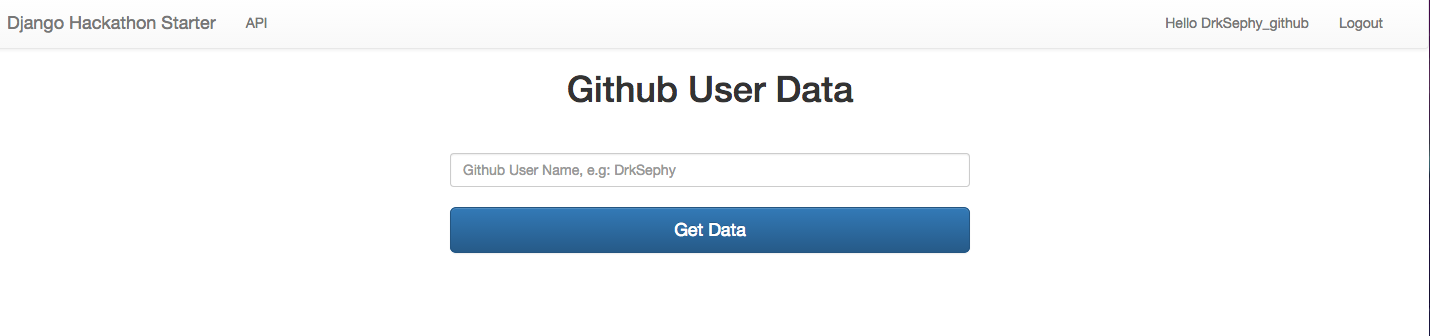 Django Hackathon Starter API Hello DrkSephy_github Logout
Github User Data
Github User Name, e.g: DrkSephy
Get Data